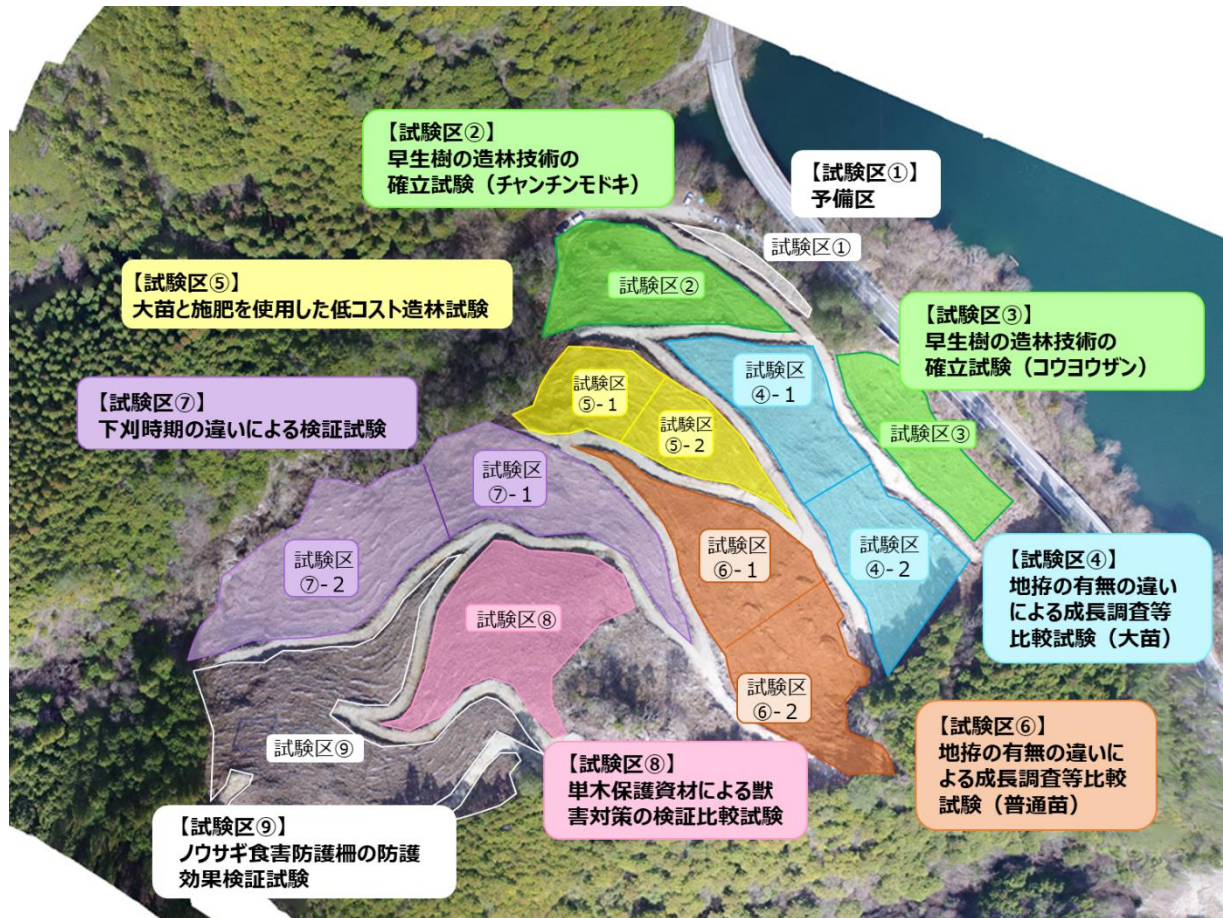 【試験区②】
早生樹の造林技術の
確立試験（チャンチンモドキ）
【試験区①】
予備区
試験区①
試験区②
【試験区⑤】
大苗と施肥を使用した低コスト造林試験
【試験区③】
早生樹の造林技術の
確立試験（コウヨウザン）
試験区
④-１
試験区
⑤-１
試験区
⑤-２
試験区③
【試験区⑦】
下刈時期の違いによる検証試験
試験区
⑦-１
試験区
⑦-２
試験区
⑥-１
試験区
④-２
【試験区④】
地拵の有無の違い
による成長調査等
比較試験（大苗）
試験区⑧
試験区
⑥-２
試験区⑨
【試験区⑥】
地拵の有無の違いに
よる成長調査等比較
試験（普通苗）
【試験区⑧】
単木保護資材による獣
害対策の検証比較試験
【試験区⑨】
ノウサギ食害防護柵の防護
効果検証試験